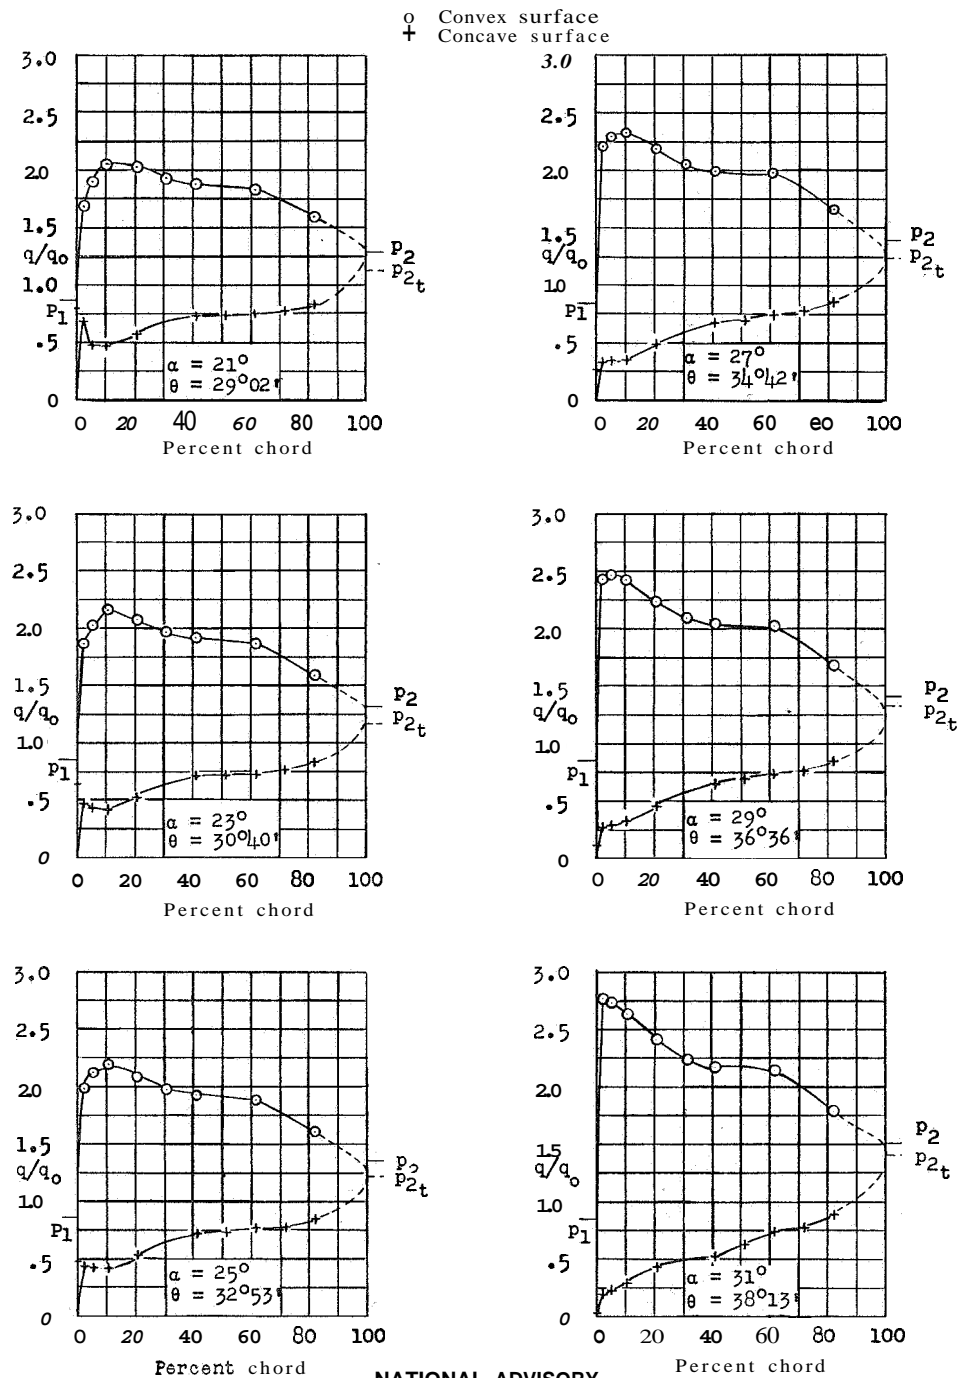 o Convex surface
+ Concave surface
3.0
2.5
2.0
1.5
q/q₀
1.0
P₁
.5
0
p₂
p₂t
α = 21°
θ = 29°02'
0 20 40 60 80 100
Percent chord
3.0
2.5
2.0
1.5
q/q₀
1.0
P₁
.5
0
p₂
p₂t
α = 27°
θ = 34°42'
0 20 40 60 80 100
Percent chord
3.0
2.5
2.0
1.5
q/q₀
1.0
p₁
.5
0
p₂
p₂t
α = 23°
θ = 30°40'
0 20 40 60 80 100
Percent chord
3.0
2.5
2.0
1.5
q/q₀
1.0
p₁
.5
0
p₂
p₂t
α = 29°
θ = 36°36'
0 20 40 60 80 100
Percent chord
3.0
2.5
2.0
1.5
q/q₀
1.0
p₁
.5
0
p₂
p₂t
α = 25°
θ = 32°53'
0 20 40 60 80 100
Percent chord
3.0
2.5
2.0
1.5
q/q₀
1.0
p₁
.5
0
p₂
p₂t
α = 31°
θ = 38°13'
0 20 40 60 80 100
Percent chord
NATIONAL ADVISORY